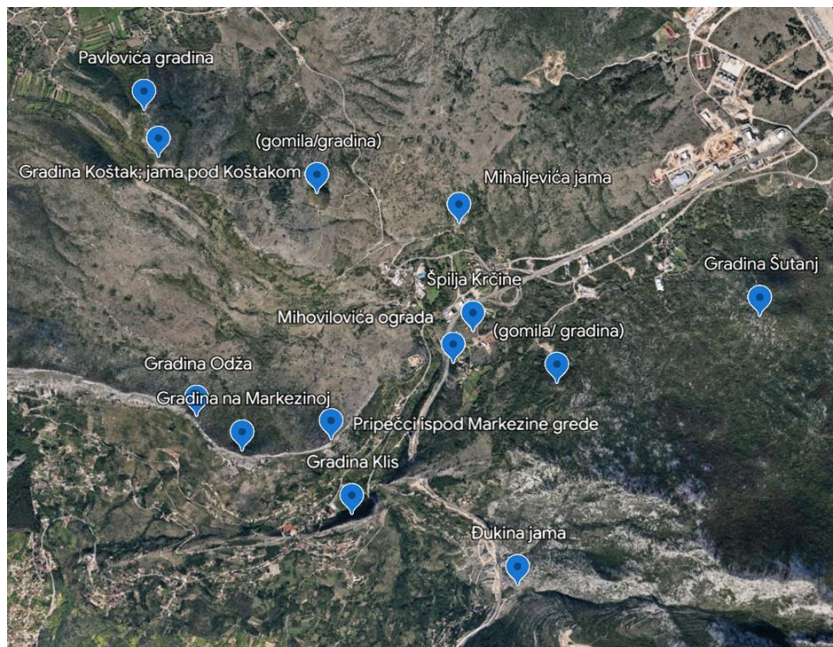 Pavlovića gradina
(gomila/gradina)
Gradina Koštak; jama pod Koštakom
Mihaljevića jama
Gradina Šutanj
Špilja Krčine
Mihovilovića ograda
(gomila/ gradina)
Gradina Odža
Gradina na Markezinoj
Pripećci ispod Markezine grede
Gradina Klis
Đukina jama